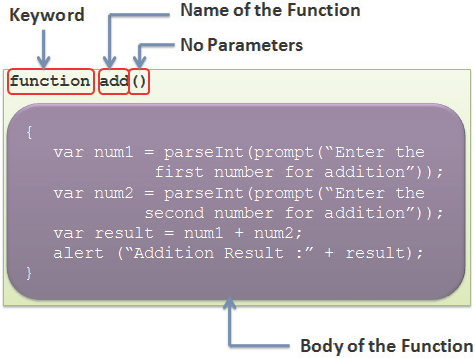 Keyword
Name of the Function
No Parameters
function add()
{
var num1 = parseInt(prompt(“Enter the
first number for addition”));
var num2 = parseInt(prompt(“Enter the
second number for addition”));
var result = num1 + num2;
alert (“Addition Result :” + result);
}
Body of the Function